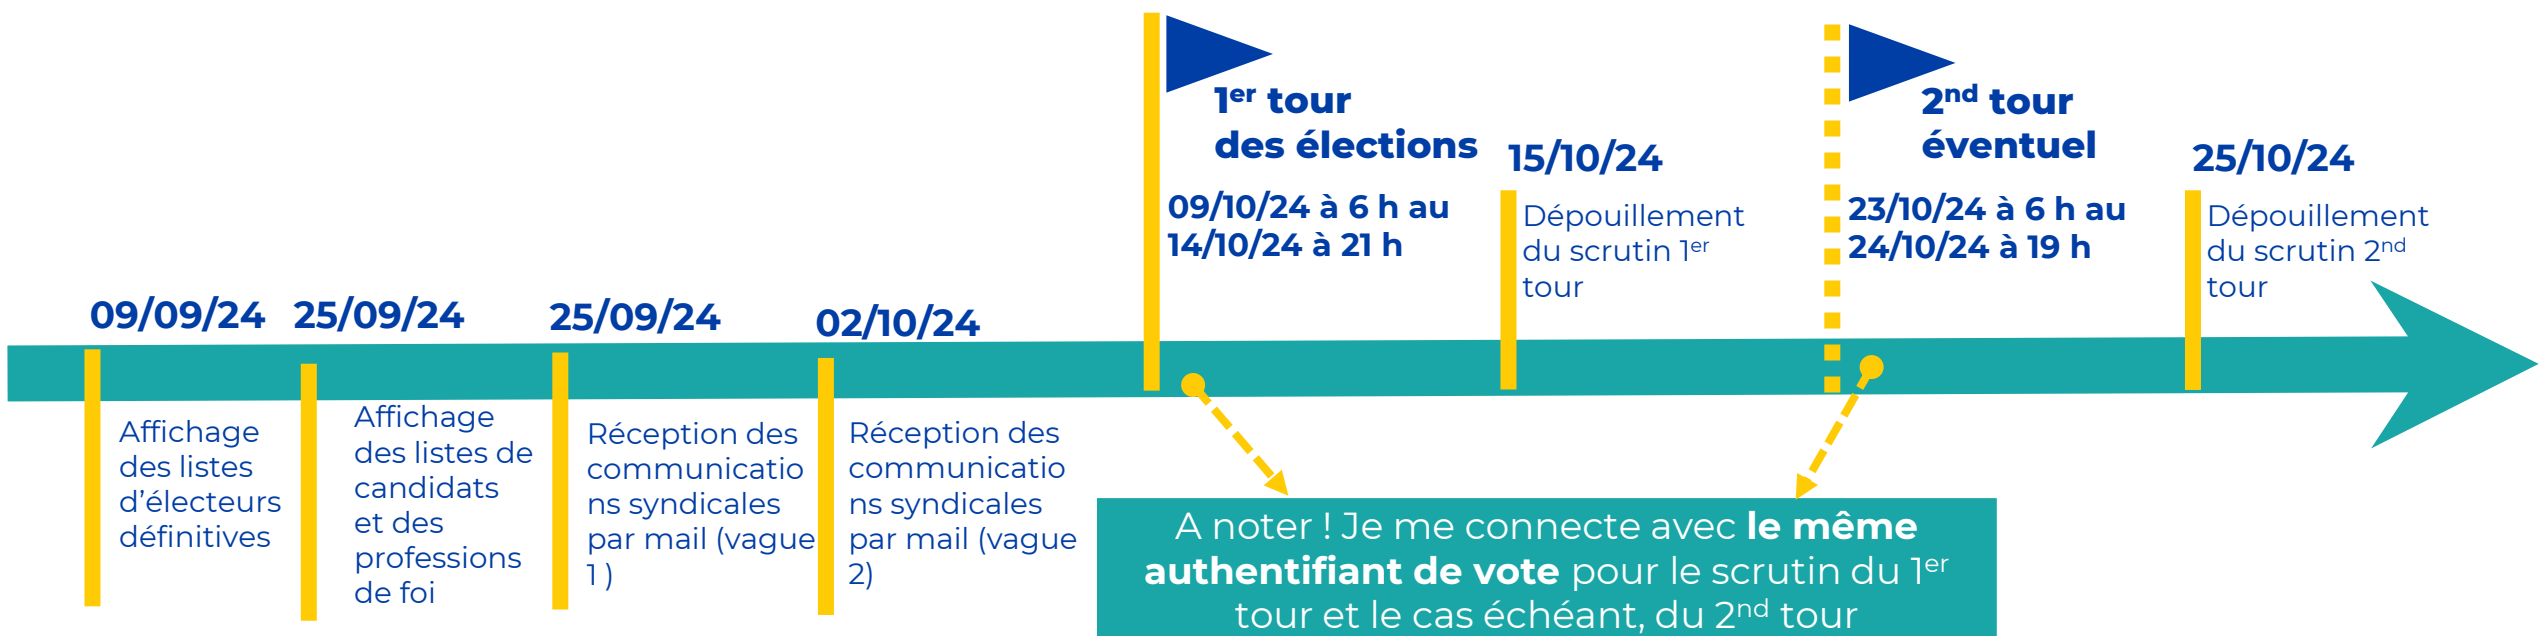 09/09/24
Affichage
des listes
d'électeurs
définitives
25/09/24
Affichage
des listes de
candidats
et des
professions
de foi
25/09/24
Réception des
communicatio
ns syndicales
par mail (vague
1 )
02/10/24
Réception des
communicatio
ns syndicales
par mail (vague
2)
1er tour
des élections
09/10/24 à 6 h au
14/10/24 à 21 h
15/10/24
Dépouillement
du scrutin 1er
tour
2nd tour
éventuel
23/10/24 à 6 h au
24/10/24 à 19 h
25/10/24
Dépouillement
du scrutin 2nd
tour
A noter ! Je me connecte avec le même
authentifiant de vote pour le scrutin du 1er
tour et le cas échéant, du 2nd tour